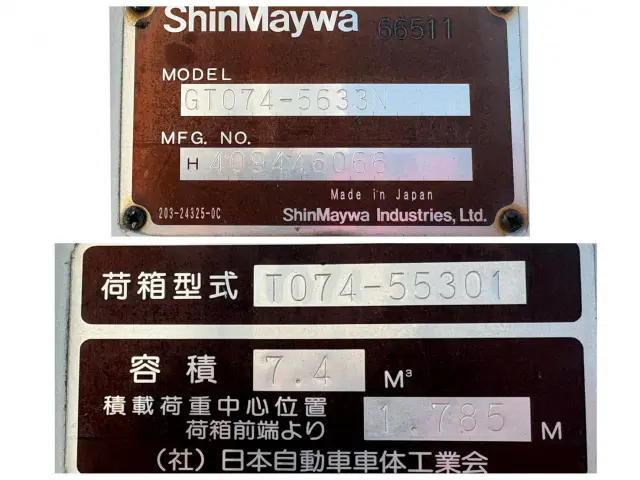 ShinMaywa 66511
MODEL
GT074-5633N
MFG. NO.
H 409446066
Made in Japan
203-24325-0C ShinMaywa Industries, Ltd.
荷箱型式 T074-55301
容積 7.4 M³
積載荷重中心位置
荷箱前端より 1.785 M
(社)日本自動車車体工業会